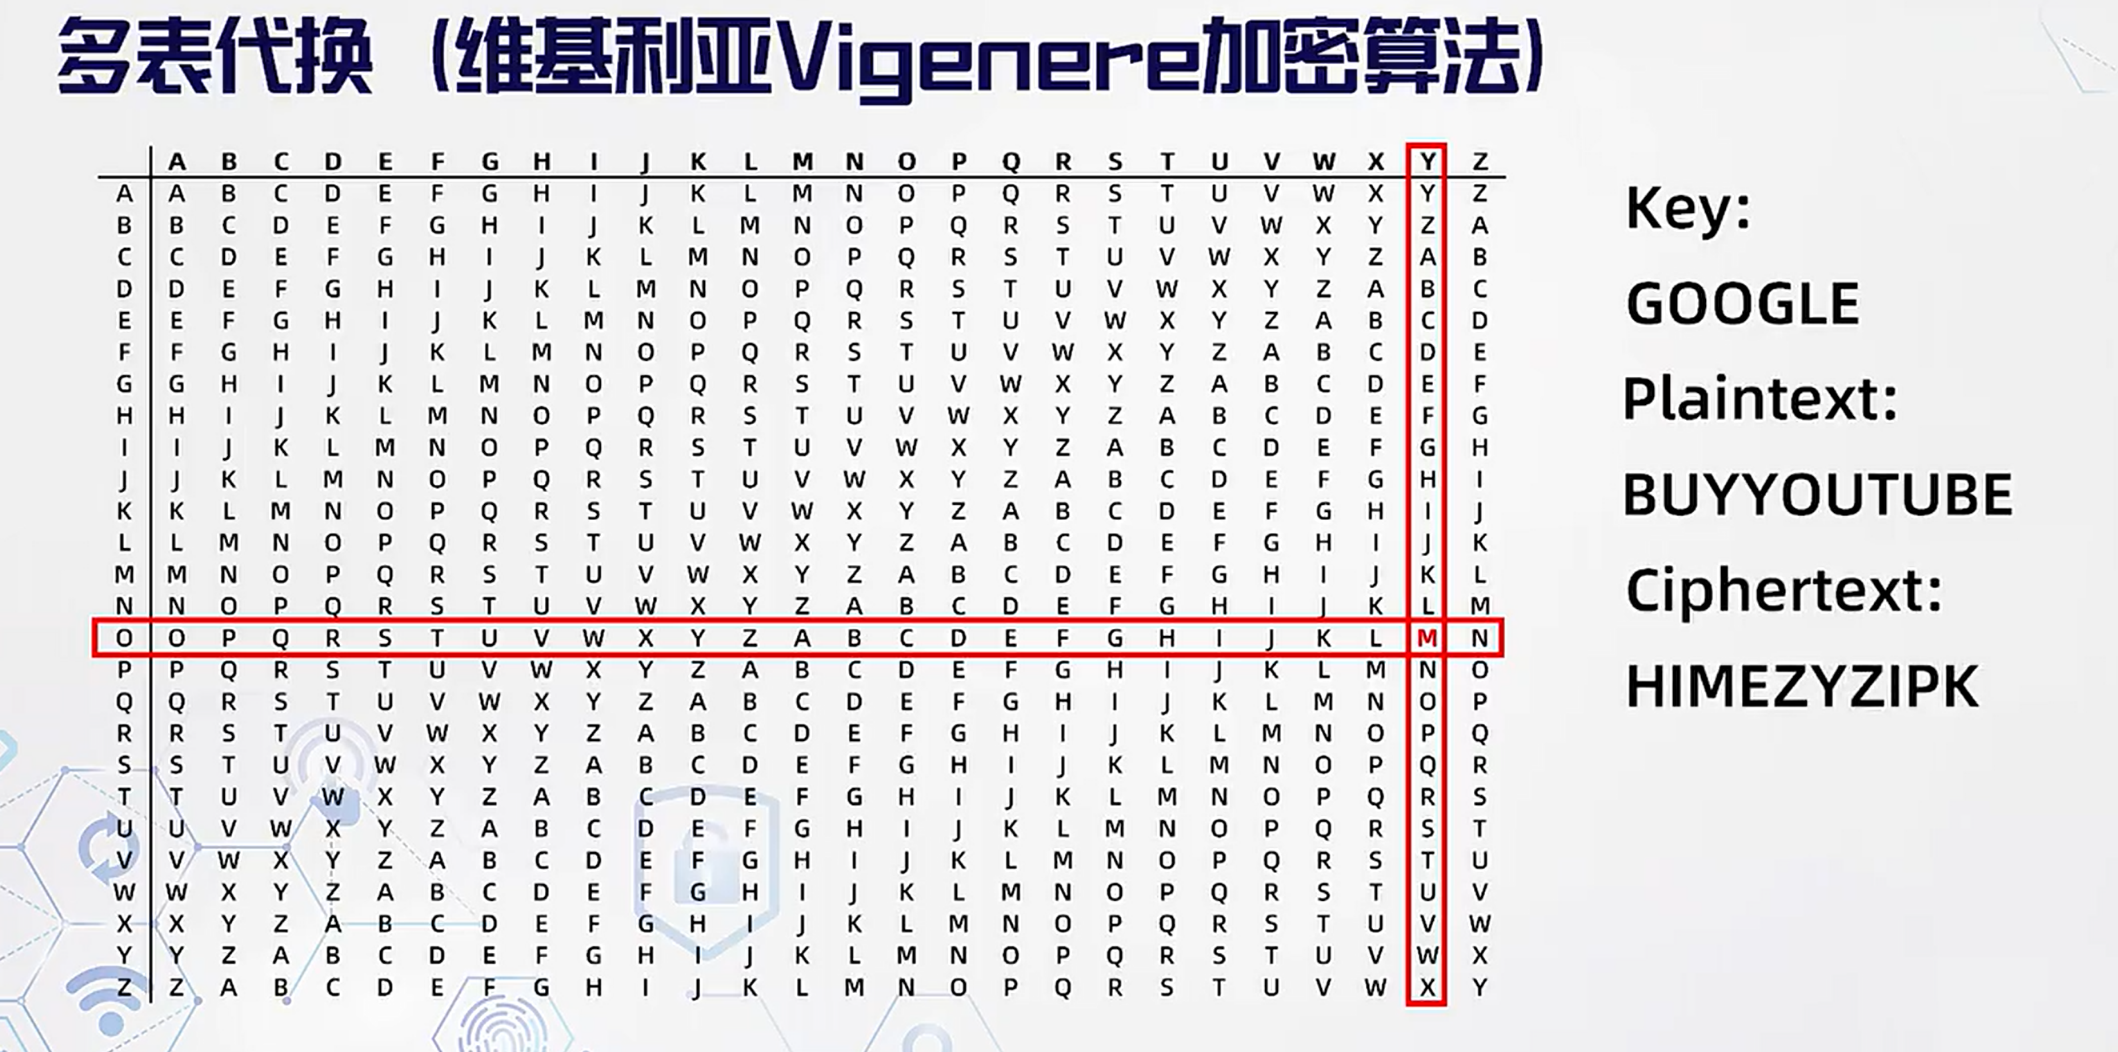 多表代换（维基利亚Vigenere加密算法）
A B C D E F G H I J K L M N O P Q R S T U V W X Y Z
A A B C D E F G H I J K L M N O P Q R S T U V W X Y Z
B B C D E F G H I J K L M N O P Q R S T U V W X Y Z A
C C D E F G H I J K L M N O P Q R S T U V W X Y Z A B
D D E F G H I J K L M N O P Q R S T U V W X Y Z A B C
E E F G H I J K L M N O P Q R S T U V W X Y Z A B C D
F F G H I J K L M N O P Q R S T U V W X Y Z A B C D E
G G H I J K L M N O P Q R S T U V W X Y Z A B C D E F
H H I J K L M N O P Q R S T U V W X Y Z A B C D E F G
I I J K L M N O P Q R S T U V W X Y Z A B C D E F G H
J J K L M N O P Q R S T U V W X Y Z A B C D E F G H I
K K L M N O P Q R S T U V W X Y Z A B C D E F G H I J
L L M N O P Q R S T U V W X Y Z A B C D E F G H I J K
M M N O P Q R S T U V W X Y Z A B C D E F G H I J K L
N N O P Q R S T U V W X Y Z A B C D E F G H I J K L M
O O P Q R S T U V W X Y Z A B C D E F G H I J K L M N
P P Q R S T U V W X Y Z A B C D E F G H I J K L M N O
Q Q R S T U V W X Y Z A B C D E F G H I J K L M N O P
R R S T U V W X Y Z A B C D E F G H I J K L M N O P Q
S S T U V W X Y Z A B C D E F G H I J K L M N O P Q R
T T U V W X Y Z A B C D E F G H I J K L M N O P Q R S
U U V W X Y Z A B C D E F G H I J K L M N O P Q R S T
V V W X Y Z A B C D E F G H I J K L M N O P Q R S T U
W W X Y Z A B C D E F G H I J K L M N O P Q R S T U V
X X Y Z A B C D E F G H I J K L M N O P Q R S T U V W
Y Y Z A B C D E F G H I J K L M N O P Q R S T U V W X
Z Z A B C D E F G H I J K L M N O P Q R S T U V W X Y
Key:
GOOGLE
Plaintext:
BUYYOUTUBE
Ciphertext:
HIMEZYZIPK